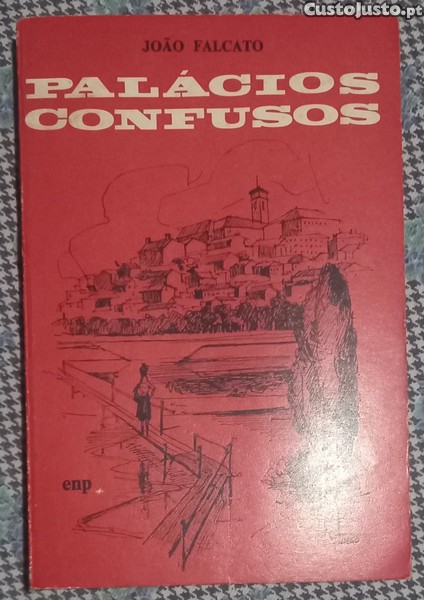 CustoJusto.pt
JOÃO FALCATO
PALÁCIOS
CONFUSOS
enp